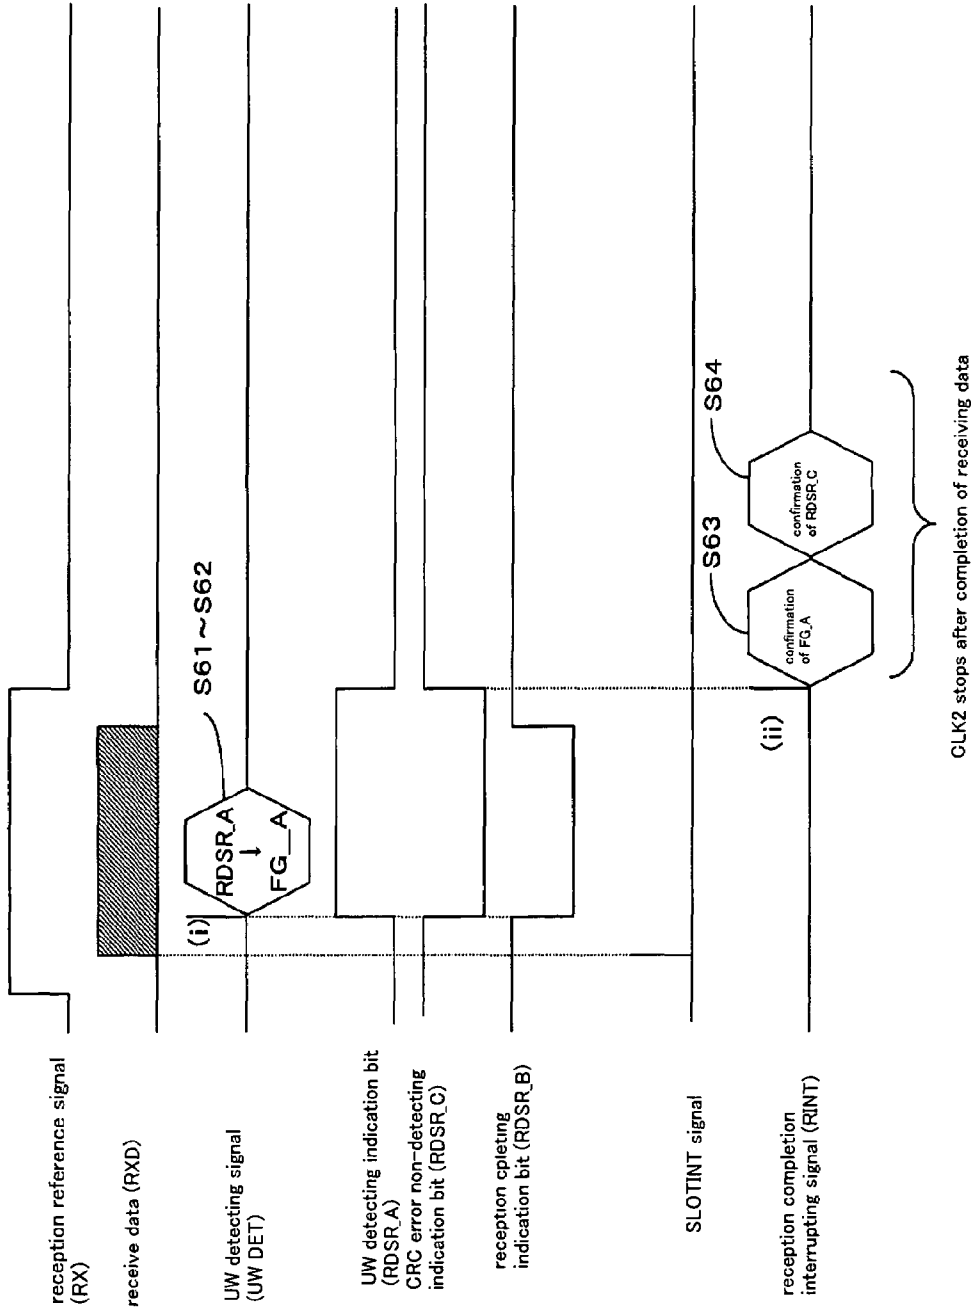 reception reference signal
(RX)
receive data (RXD)
UW detecting signal
(UW DET)
UW detecting indication bit
(RDSR_A)
CRC error non-detecting
indication bit (RDSR_C)
reception cpleting
indication bit (RDSR_B)
SLOTINT signal
reception completion
interrupting signal (RINT)
(i)
RDSR_A
↓
FG__A
S61~S62
(ii)
confirmation
of FG_A
S63
confirmation
of RDSR_C
S64
CLK2 stops after completion of receiving data